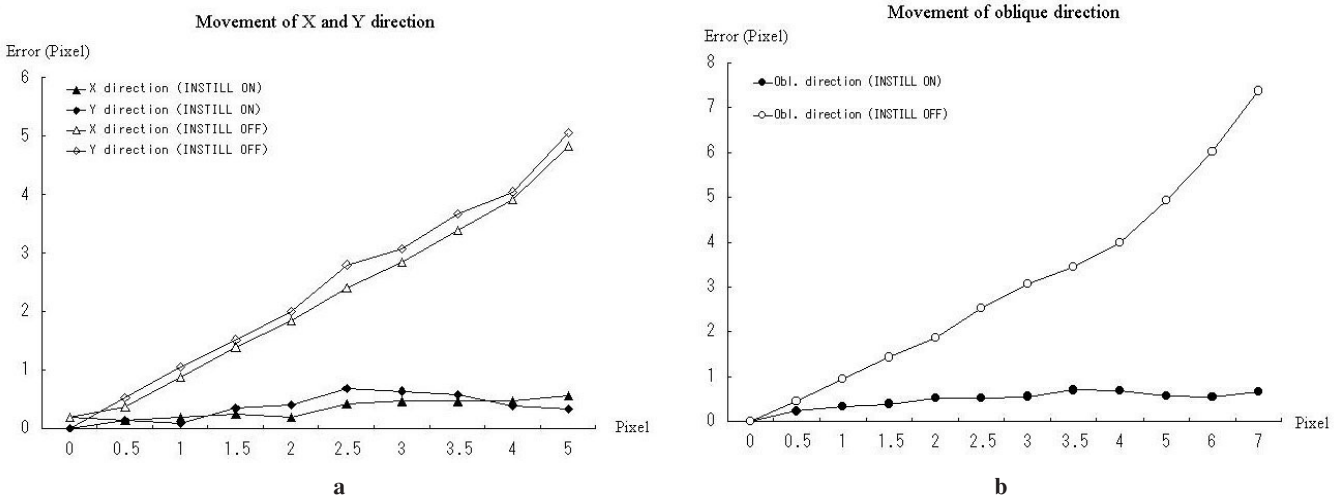 Movement of X and Y direction
Error (Pixel)
6
5
4
3
2
1
0
X direction (INSTILL ON)
Y direction (INSTILL ON)
X direction (INSTILL OFF)
Y direction (INSTILL OFF)
Pixel
0 0.5 1 1.5 2 2.5 3 3.5 4 5
a
Movement of oblique direction
Error (Pixel)
8
7
6
5
4
3
2
1
0
Obl. direction (INSTILL ON)
Obl. direction (INSTILL OFF)
Pixel
0 0.5 1 1.5 2 2.5 3 3.5 4 5 6 7
b